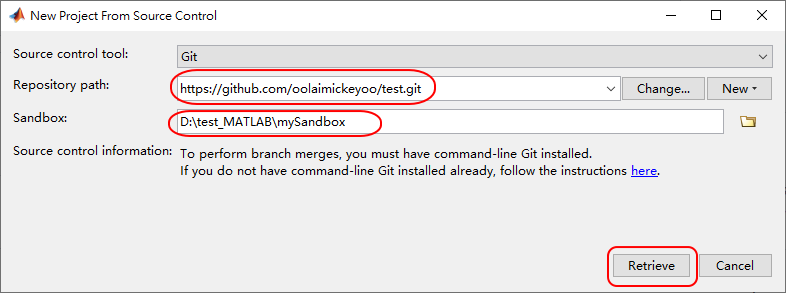 New Project From Source Control
Source control tool: Git
Repository path: https://github.com/oolaimickeyoo/test.git Change... New
Sandbox: D:\test_MATLAB\mySandbox
Source control information: To perform branch merges, you must have command-line Git installed.
If you do not have command-line Git installed already, follow the instructions here.
Retrieve Cancel